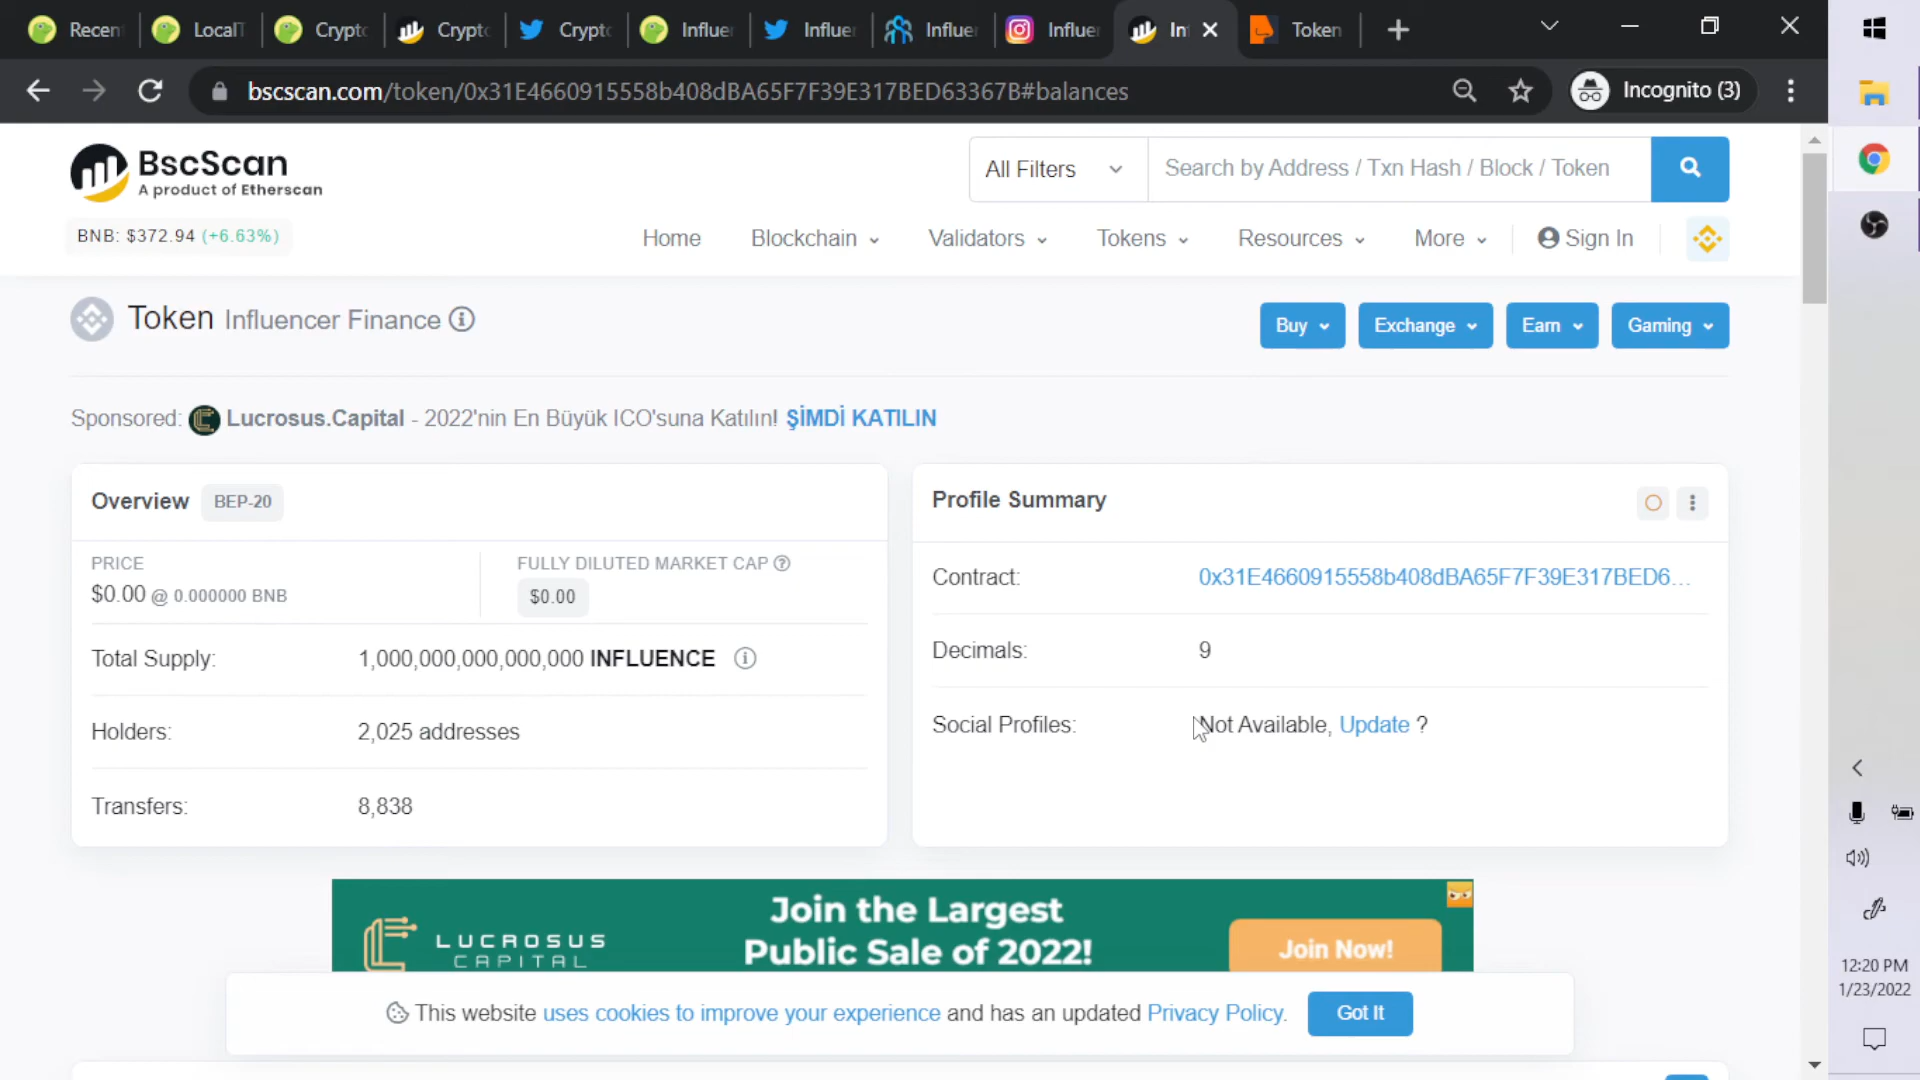 Recen
LocalT
Crypto
Crypto
Crypto
Influen
Influen
Influen
Influen
In
Token
bscscan.com/token/0x31E4660915558b408dBA65F7F39E317BED63367B#balances
Incognito (3)
BscScan
A product of Etherscan
All Filters
Search by Address / Txn Hash / Block / Token
BNB: $372.94 (+6.63%)
Home
Blockchain
Validators
Tokens
Resources
More
Sign In
Token Influencer Finance
Buy
Exchange
Earn
Gaming
Sponsored: Lucrosus.Capital - 2022'nin En Büyük ICO'suna Katılın! ŞİMDİ KATILIN
Overview BEP-20
PRICE
$0.00 @ 0.000000 BNB
FULLY DILUTED MARKET CAP
$0.00
Total Supply: 1,000,000,000,000,000 INFLUENCE
Holders: 2,025 addresses
Transfers: 8,838
Profile Summary
Contract: 0x31E4660915558b408dBA65F7F39E317BED6...
Decimals: 9
Social Profiles: Not Available, Update ?
LUCROSUS
CAPITAL
Join the Largest
Public Sale of 2022!
Join Now!
This website uses cookies to improve your experience and has an updated Privacy Policy.
Got It
12:20 PM
1/23/2022